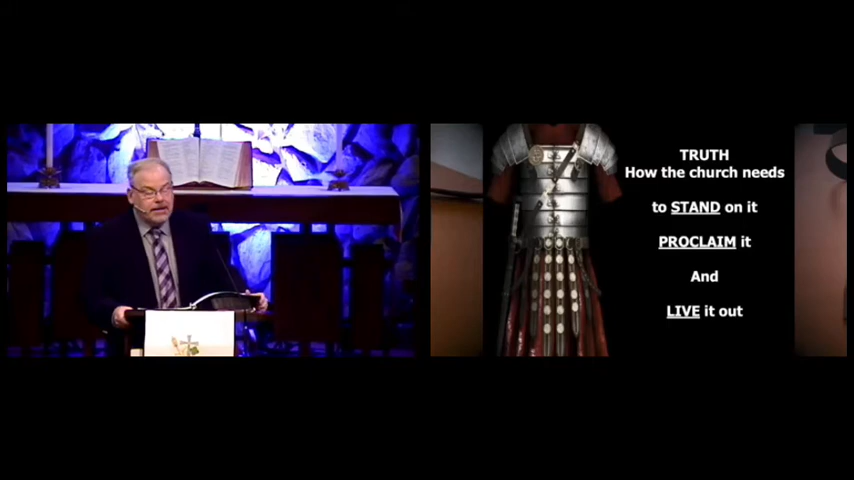 TRUTH
How the church needs
to STAND on it
PROCLAIM it
And
LIVE it out